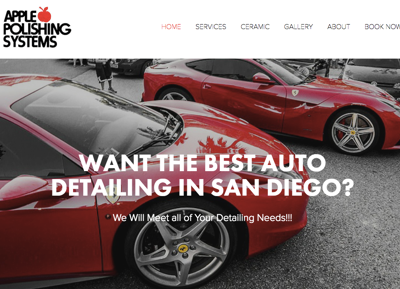 APPLE
POLISHING
SYSTEMS
HOME SERVICES CERAMIC GALLERY ABOUT BOOK NOW
WANT THE BEST AUTO
DETAILING IN SAN DIEGO?
We Will Meet all of Your Detailing Needs!!!